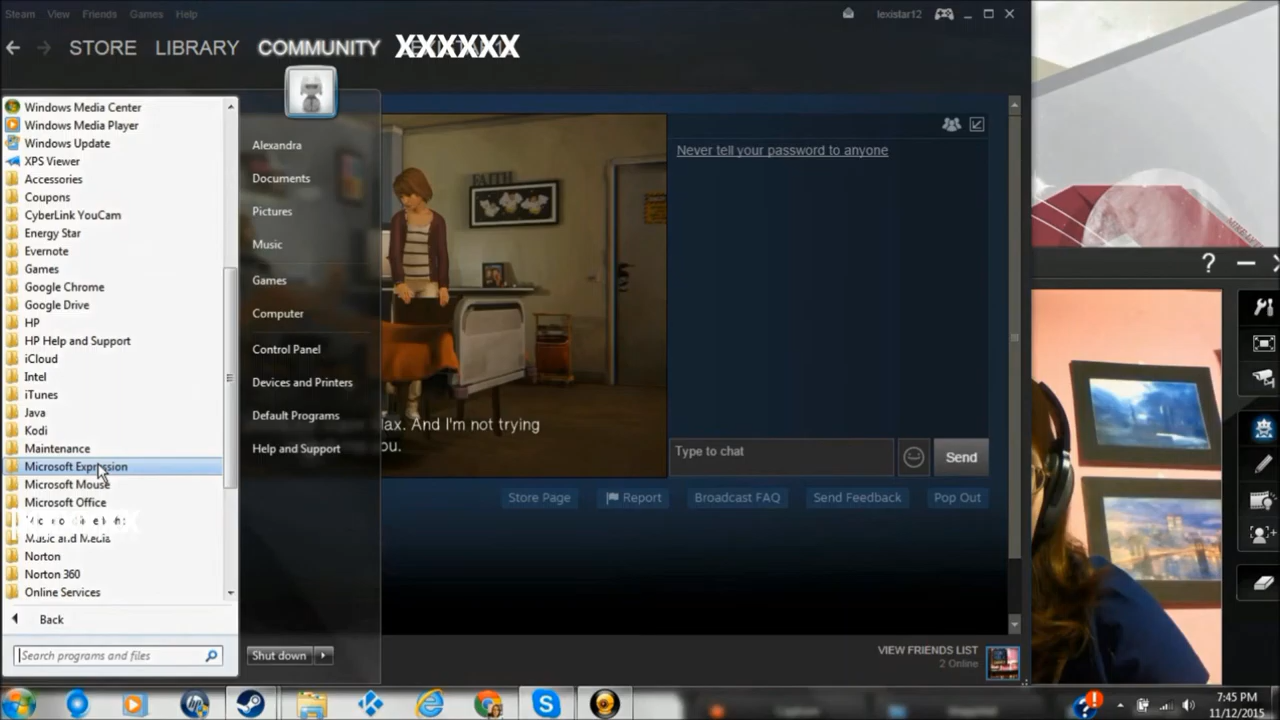 Steam View Friends Games Help
lexistar12
STORE LIBRARY COMMUNITY XXXXXX
Windows Media Center
Windows Media Player
Windows Update
XPS Viewer
Accessories
Coupons
CyberLink YouCam
Energy Star
Evernote
Games
Google Chrome
Google Drive
HP
HP Help and Support
iCloud
Intel
iTunes
Java
Kodi
Maintenance
Microsoft Expression
Microsoft Mouse
Microsoft Office
Music and Media
Norton
Norton 360
Online Services
Back
Search programs and files
Alexandra
Documents
Pictures
Music
Games
Computer
Control Panel
Devices and Printers
Default Programs
Help and Support
Shut down
FAITH
And I'm not trying
Never tell your password to anyone
Type to chat
Send
Store Page
Report
Broadcast FAQ
Send Feedback
Pop Out
VIEW FRIENDS LIST
2 Online
?
7:45 PM
11/12/2015